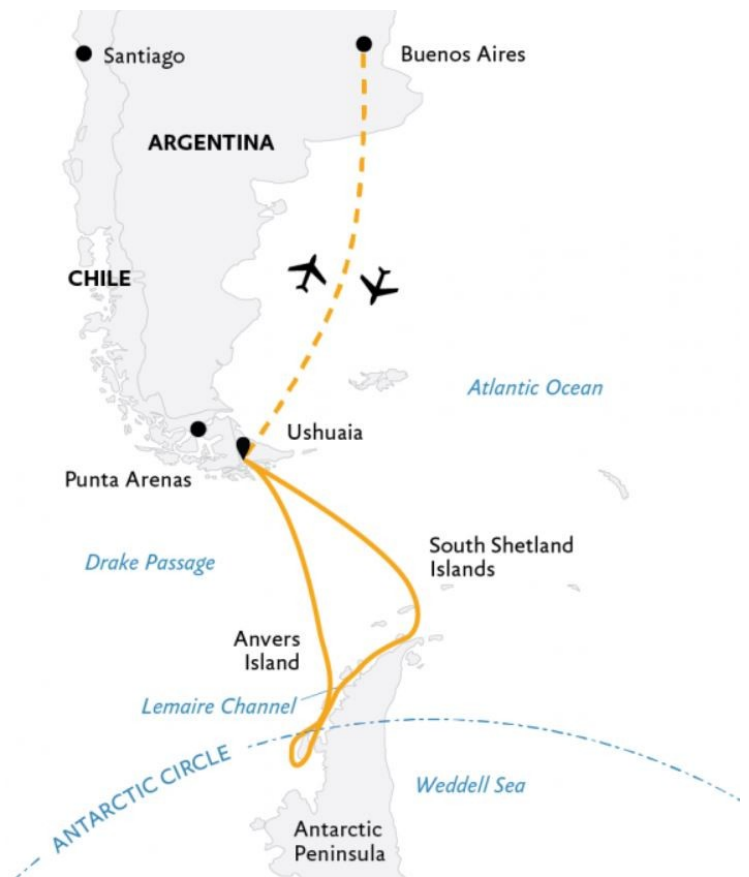 Santiago
Buenos Aires
ARGENTINA
CHILE
Atlantic Ocean
Ushuaia
Punta Arenas
Drake Passage
South Shetland
Islands
Anvers
Island
Lemaire Channel
ANTARCTIC CIRCLE
Weddell Sea
Antarctic
Peninsula